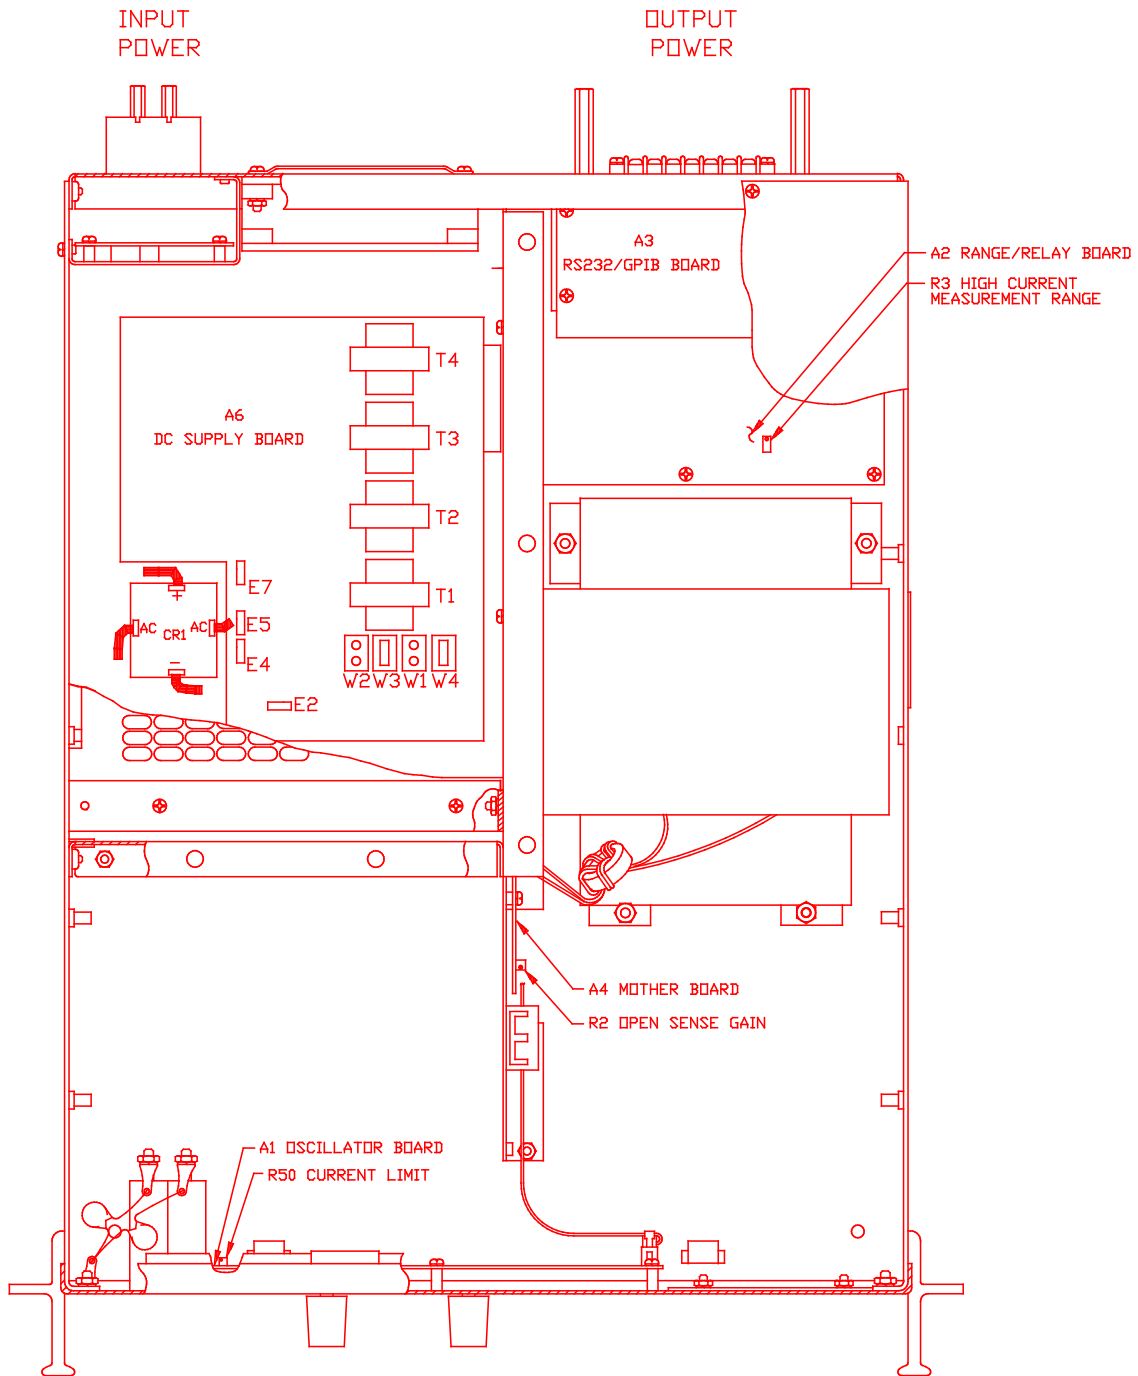 INPUT
POWER
OUTPUT
POWER
A3
RS232/GPIB BOARD
A2 RANGE/RELAY BOARD
R3 HIGH CURRENT
MEASUREMENT RANGE
T4
A6
DC SUPPLY BOARD
T3
T2
T1
E7
+
AC CR1 AC
E5
-
E4
W2 W3 W1 W4
E2
A4 MOTHER BOARD
R2 OPEN SENSE GAIN
A1 OSCILLATOR BOARD
R50 CURRENT LIMIT